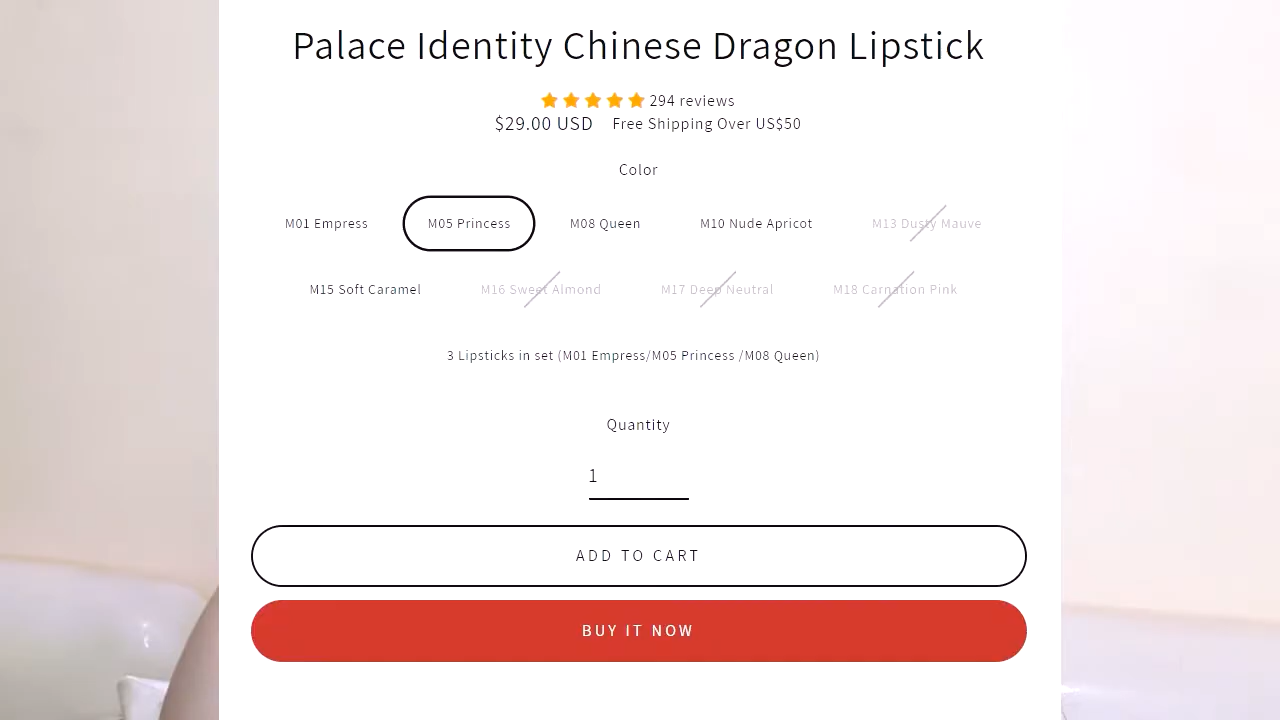 Palace Identity Chinese Dragon Lipstick
294 reviews
$29.00 USD Free Shipping Over US$50
Color
M01 Empress M05 Princess M08 Queen M10 Nude Apricot M13 Dusty Mauve
M15 Soft Caramel M16 Sweet Almond M17 Deep Neutral M18 Carnation Pink
3 Lipsticks in set (M01 Empress/M05 Princess /M08 Queen)
Quantity
1
ADD TO CART
BUY IT NOW